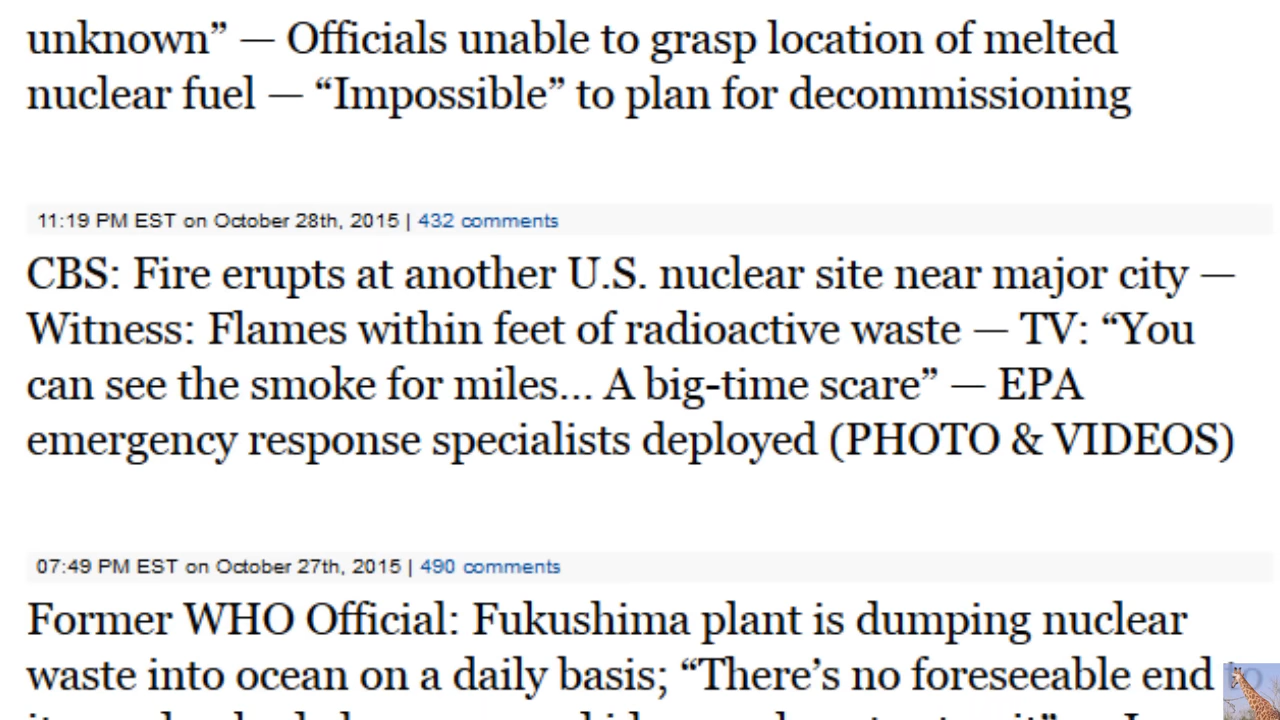 unknown” — Officials unable to grasp location of melted
nuclear fuel — “Impossible” to plan for decommissioning
11:19 PM EST on October 28th, 2015 | 432 comments
CBS: Fire erupts at another U.S. nuclear site near major city —
Witness: Flames within feet of radioactive waste — TV: “You
can see the smoke for miles… A big-time scare” — EPA
emergency response specialists deployed (PHOTO & VIDEOS)
07:49 PM EST on October 27th, 2015 | 490 comments
Former WHO Official: Fukushima plant is dumping nuclear
waste into ocean on a daily basis; “There’s no foreseeable end to